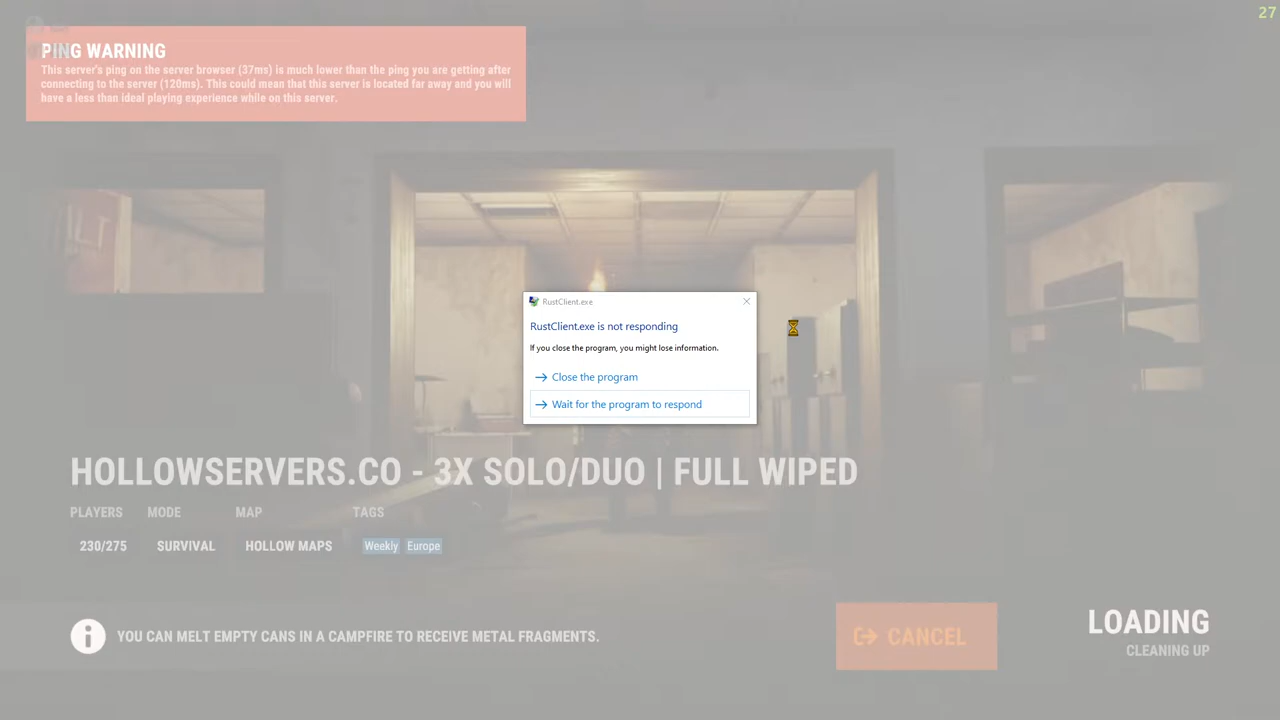 27
PING WARNING
This server's ping on the server browser (37ms) is much lower than the ping you are getting after
connecting to the server (120ms). This could mean that this server is located far away and you will
have a less than ideal playing experience while on this server.
RustClient.exe
RustClient.exe is not responding
If you close the program, you might lose information.
Close the program
Wait for the program to respond
HOLLOWSERVERS.CO - 3X SOLO/DUO | FULL WIPED
PLAYERS MODE MAP TAGS
230/275 SURVIVAL HOLLOW MAPS Weekly Europe
YOU CAN MELT EMPTY CANS IN A CAMPFIRE TO RECEIVE METAL FRAGMENTS.
CANCEL
LOADING
CLEANING UP